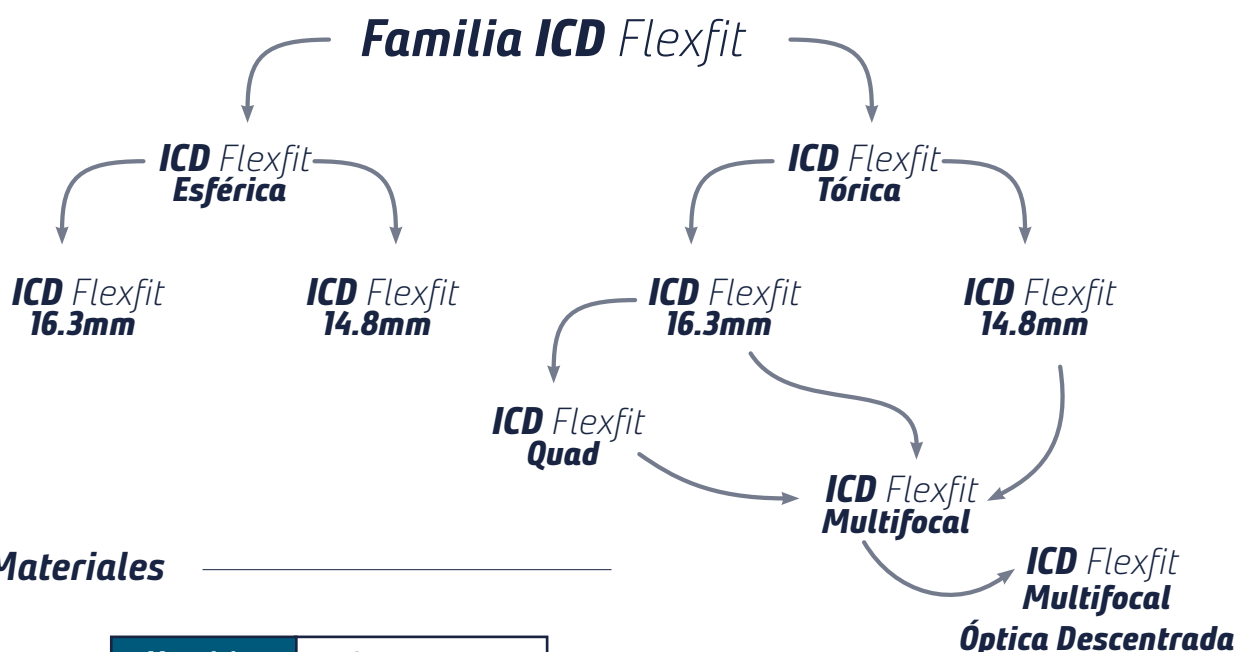 Familia ICD Flexfit
ICD Flexfit
Esférica
ICD Flexfit
Tórica
ICD Flexfit
16.3mm
ICD Flexfit
14.8mm
ICD Flexfit
16.3mm
ICD Flexfit
14.8mm
ICD Flexfit
Quad
ICD Flexfit
Multifocal
Materiales
ICD Flexfit
Multifocal
Óptica Descentrada